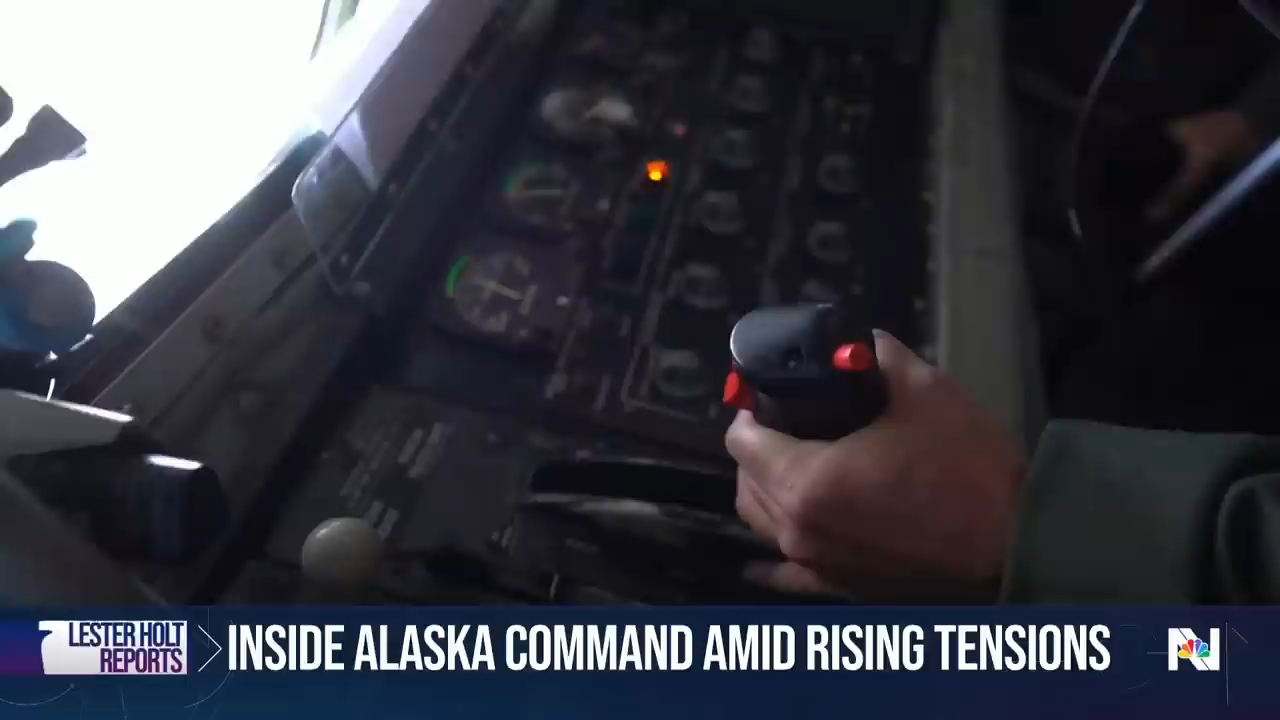 LESTER HOLT
REPORTS
INSIDE ALASKA COMMAND AMID RISING TENSIONS